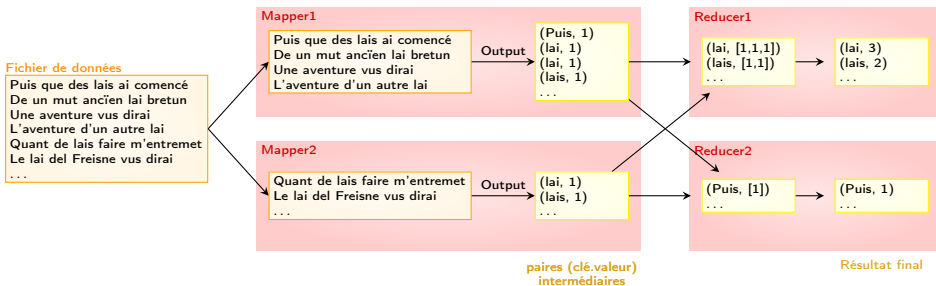 Fichier de données
Puis que des lais ai comencé
De un mut ancïen lai bretun
Une aventure vus dirai
L'aventure d'un autre lai
Quant de lais faire m'entremet
Le lai del Freisne vus dirai
...
Mapper1
Puis que des lais ai comencé
De un mut ancïen lai bretun
Une aventure vus dirai
L'aventure d'un autre lai
Output
(Puis, 1)
(lai, 1)
(lai, 1)
(lais, 1)
...
Mapper2
Quant de lais faire m'entremet
Le lai del Freisne vus dirai
...
Output
(lai, 1)
(lais, 1)
...
paires (clé.valeur)
intermédiaires
Reducer1
(lai, [1,1,1])
(lais, [1,1])
...
(lai, 3)
(lais, 2)
...
Reducer2
(Puis, [1])
...
(Puis, 1)
...
Résultat final